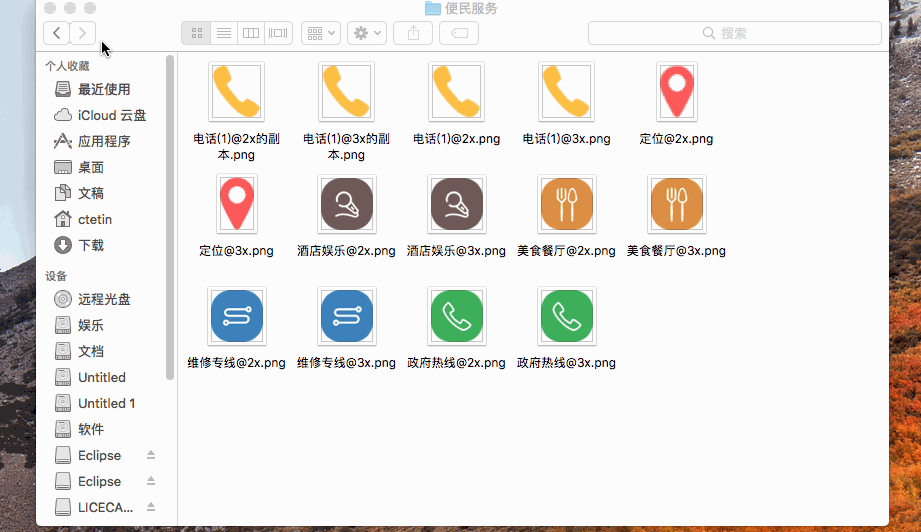 便民服务
搜索
个人收藏
最近使用
iCloud 云盘
应用程序
桌面
文稿
ctetin
下载
设备
远程光盘
娱乐
文档
Untitled
Untitled 1
软件
Eclipse
Eclipse
LICECA...
电话(1)@2x的副
本.png
电话(1)@3x的副
本.png
电话(1)@2x.png
电话(1)@3x.png
定位@2x.png
定位@3x.png
酒店娱乐@2x.png
酒店娱乐@3x.png
美食餐厅@2x.png
美食餐厅@3x.png
维修专线@2x.png
维修专线@3x.png
政府热线@2x.png
政府热线@3x.png